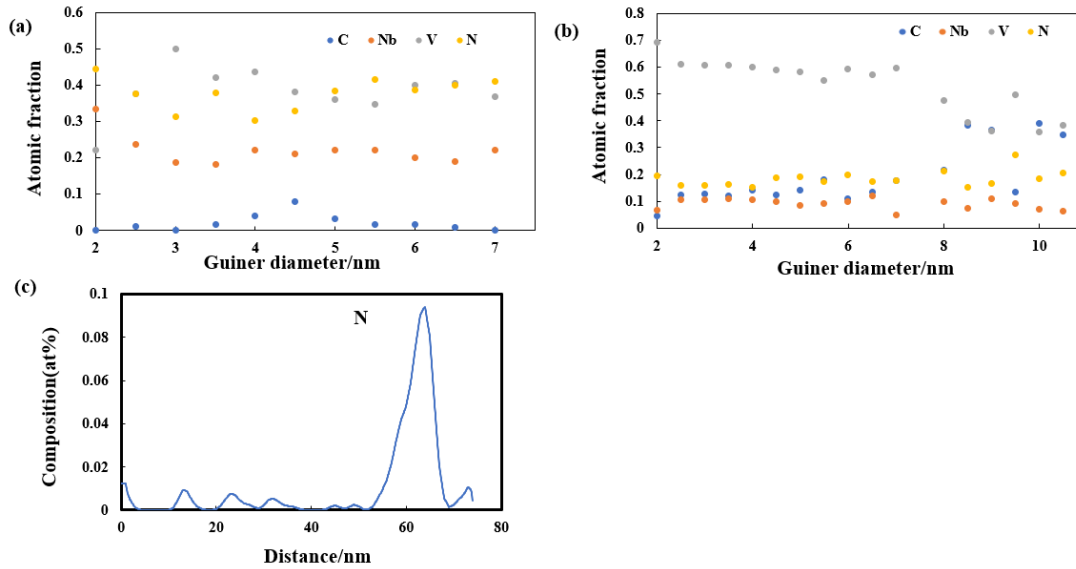 (a)
0.6
0.5
0.4
0.3
0.2
0.1
0
Atomic fraction
C Nb V N
2 3 4 5 6 7
Guiner diameter/nm
(b)
0.8
0.7
0.6
0.5
0.4
0.3
0.2
0.1
0
Atomic fraction
C Nb V N
2 4 6 8 10
Guiner diameter/nm
(c)
0.1
0.08
0.06
0.04
0.02
0
Composition(at%)
N
0 20 40 60 80
Distance/nm